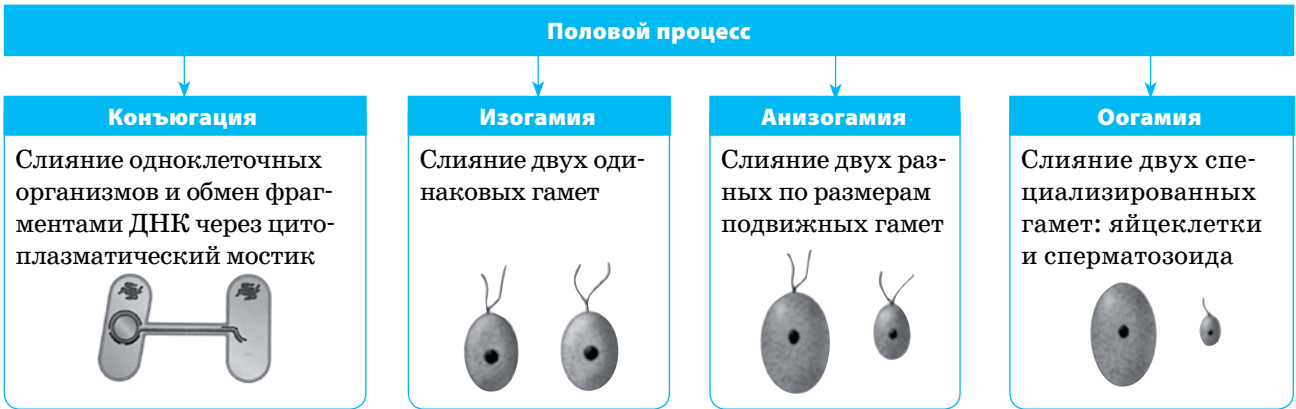 Половой процесс
Конъюгация
Слияние одноклеточных
организмов и обмен фраг-
ментами ДНК через цито-
плазматический мостик
Изогамия
Слияние двух оди-
наковых гамет
Анизогамия
Слияние двух раз-
ных по размерам
подвижных гамет
Оогамия
Слияние двух спе-
циализированных
гамет: яйцеклетки
и сперматозоида